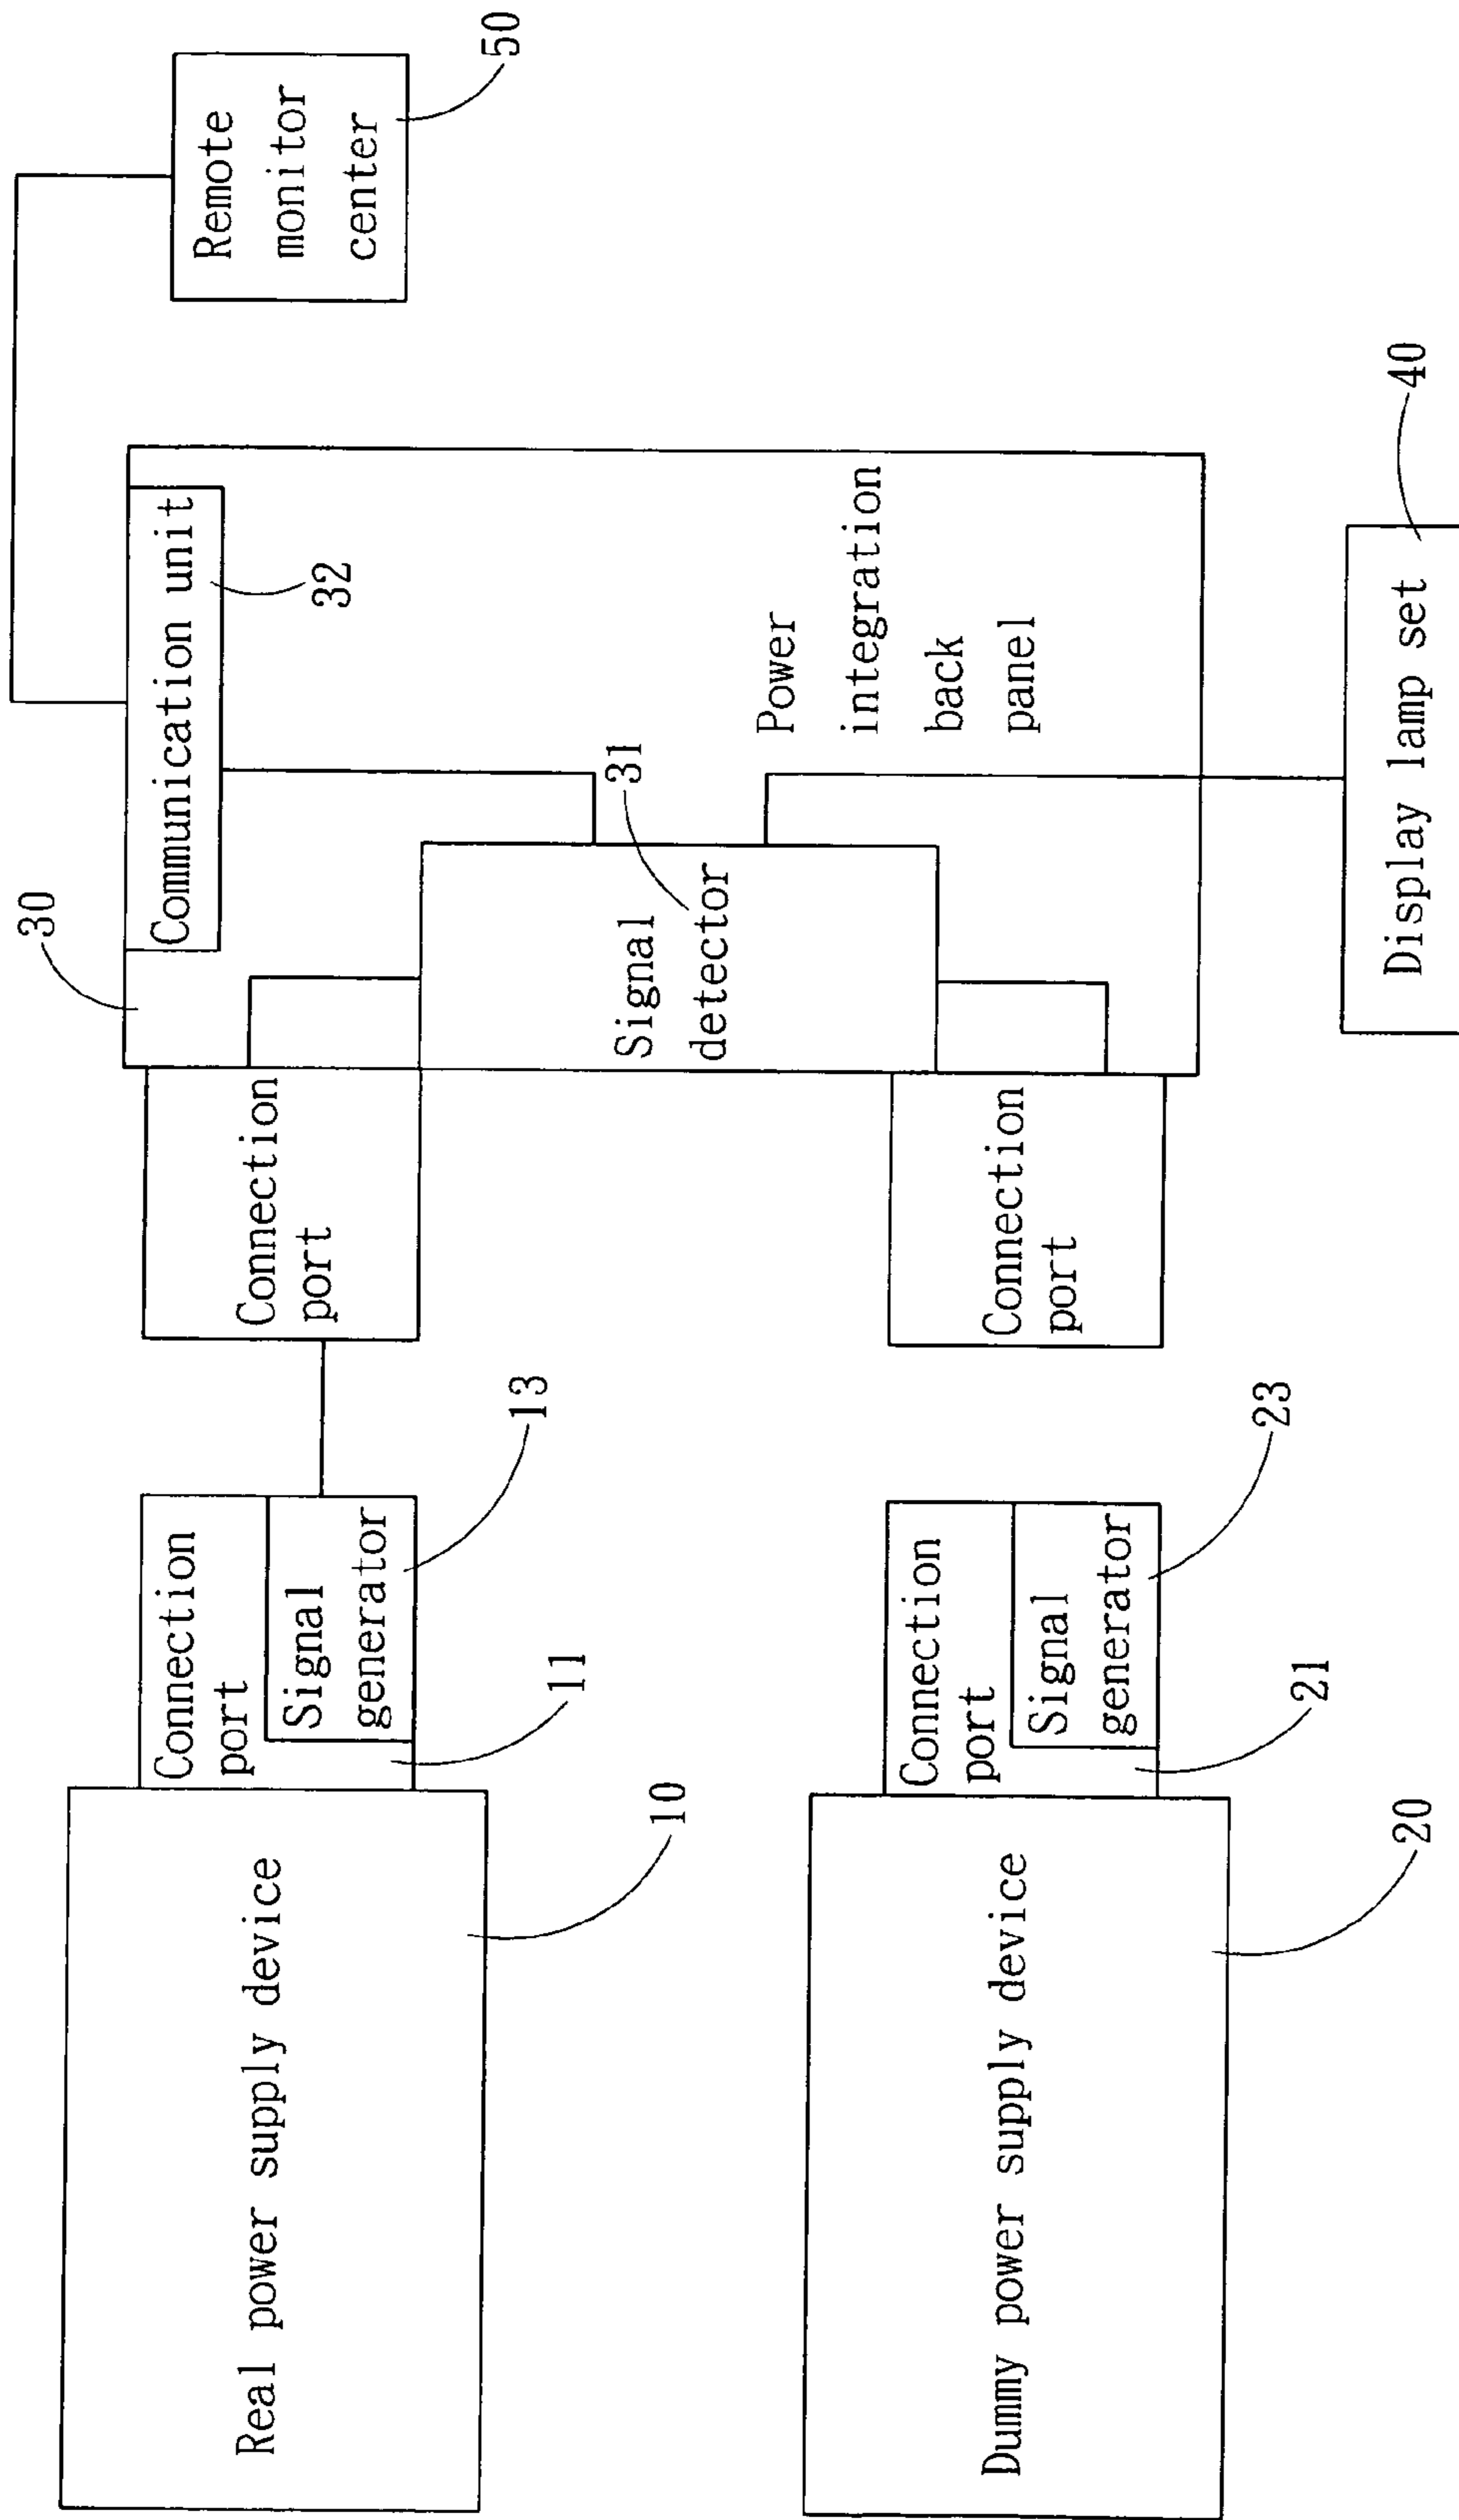 Real power supply device
10
Connection
port
11
Signal
generator
13
Connection
port
30
Communication unit
32
Signal
detector
31
Power
integration
back
panel
Remote
monitor
center
50
Dummy power supply device
20
Connection
port
21
Signal
generator
23
Connection
port
Display lamp set
40